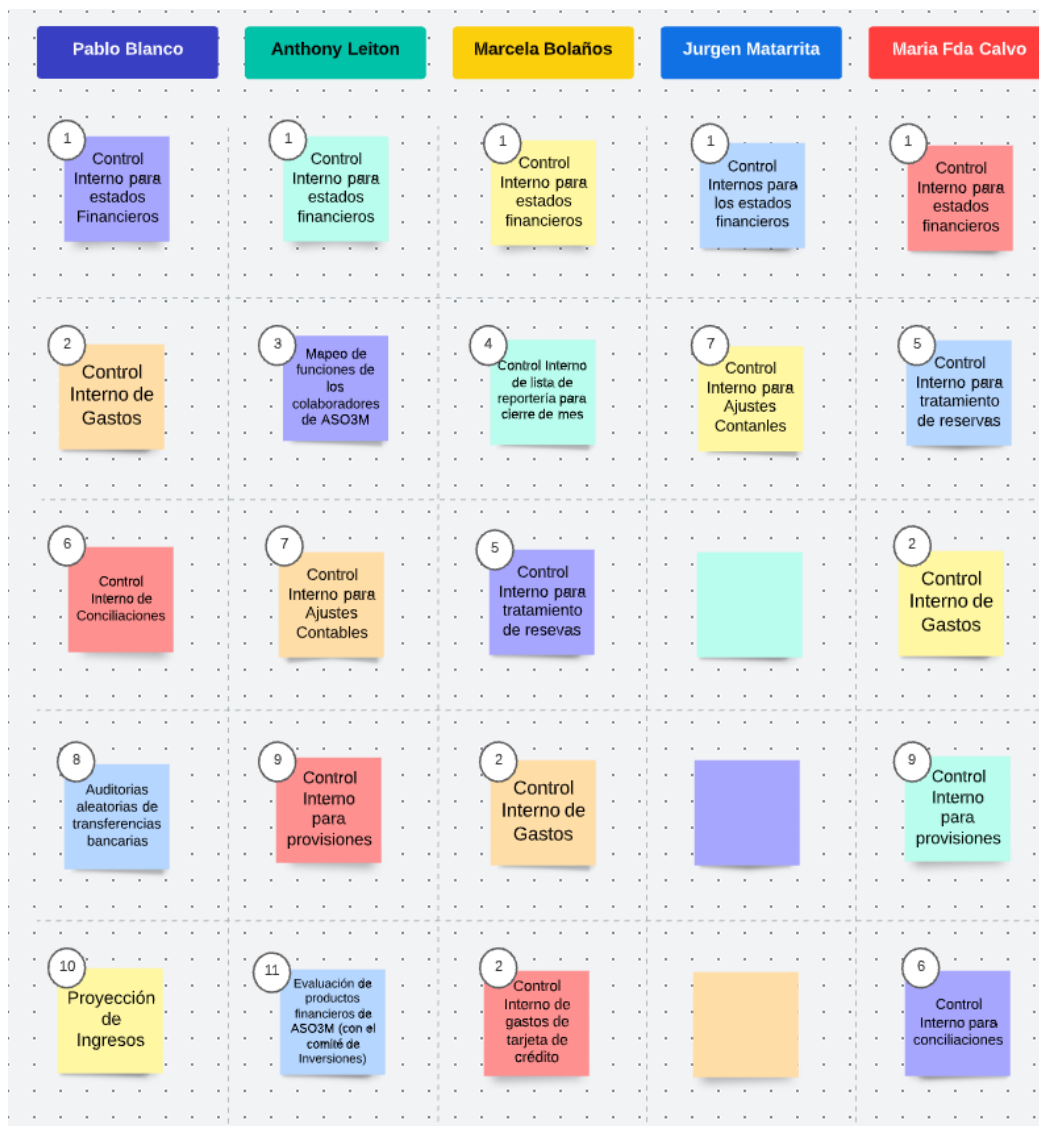 Pablo Blanco
Anthony Leiton
Marcela Bolaños
Jurgen Matarrita
Maria Fda Calvo
1
Control
Interno para
estados
Financieros
1
Control
Interno para
estados
financieros
1
Control
Interno para
estados
financieros
1
Control
Internos para
los estados
financieros
1
Control
Interno para
estados
financieros
2
Control
Interno de
Gastos
3
Mapeo de
funciones de
los
colaboradores
de ASO3M
4
Control Interno
de lista de
reportería para
cierre de mes
7
Control
Interno para
Ajustes
Contanles
5
Control
Interno para
tratamiento
de reservas
6
Control
Interno de
Conciliaciones
7
Control
Interno para
Ajustes
Contables
5
Control
Interno para
tratamiento
de resevas
2
Control
Interno de
Gastos
8
Auditorias
aleatorias de
transferencias
bancarias
9
Control
Interno
para
provisiones
2
Control
Interno de
Gastos
9
Control
Interno
para
provisiones
10
Proyección
de
Ingresos
11
Evaluación de
productos
financieros de
ASO3M (con el
comité de
Inversiones)
2
Control
Interno de
gastos de
tarjeta de
crédito
6
Control
Interno para
conciliaciones